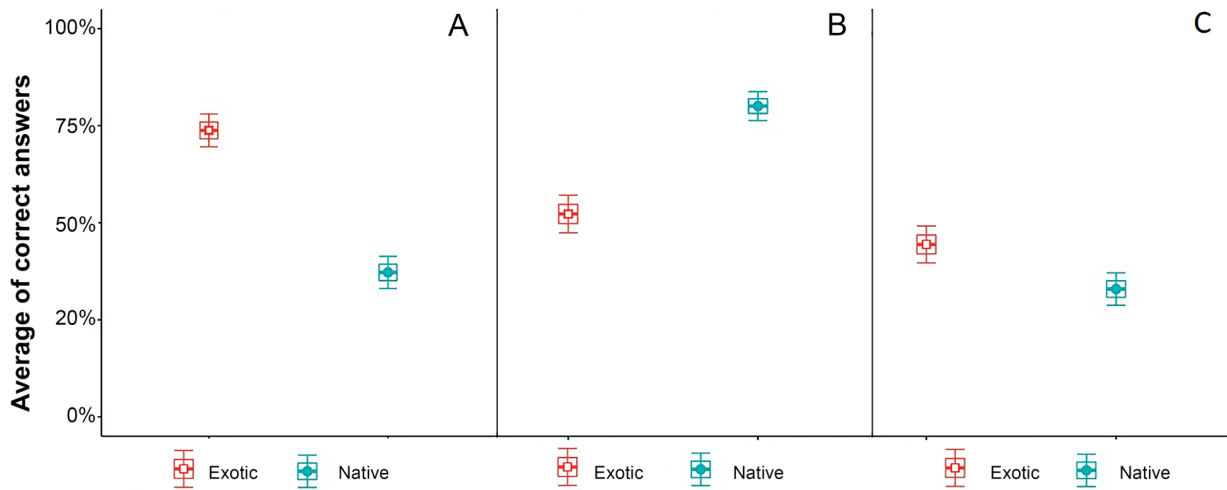 A
B
C
Average of correct answers
100%
75%
50%
20%
0%
Exotic Native
Exotic Native
Exotic Native